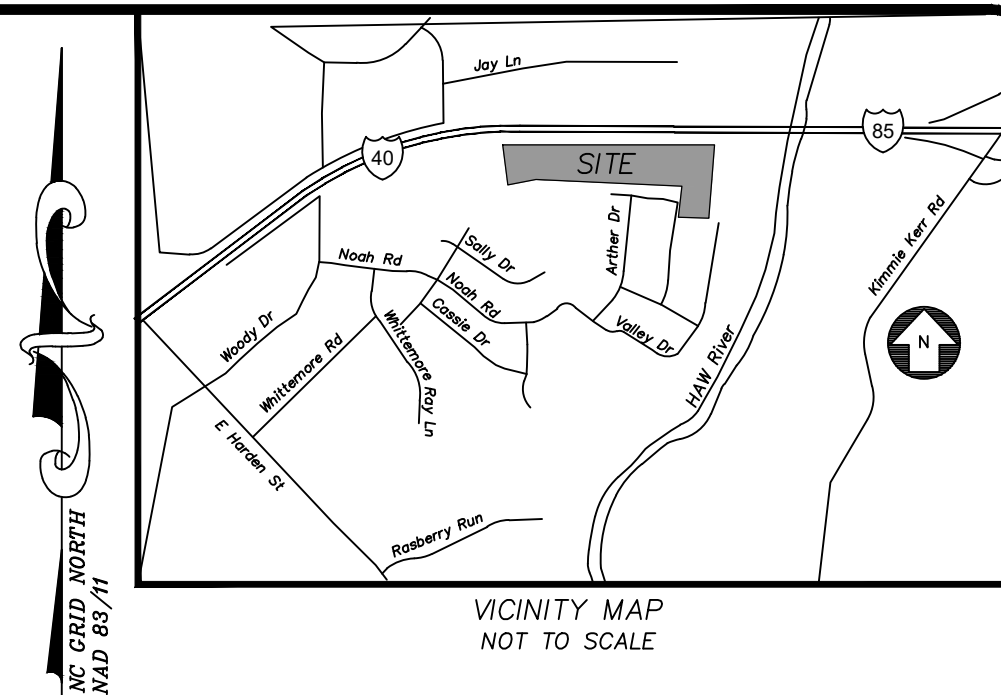 Jay Ln
85
40
SITE
Arther Dr
Kimmie Kerr Rd
Noah Rd
Sally Dr
Noah Rd
Cassie Dr
Valley Dr
Woody Dr
Whittemore Rd
Whittemore Ray Ln
HAW River
N
E Harden St
Rasberry Run
NC GRID NORTH
NAD 83/11
VICINITY MAP
NOT TO SCALE